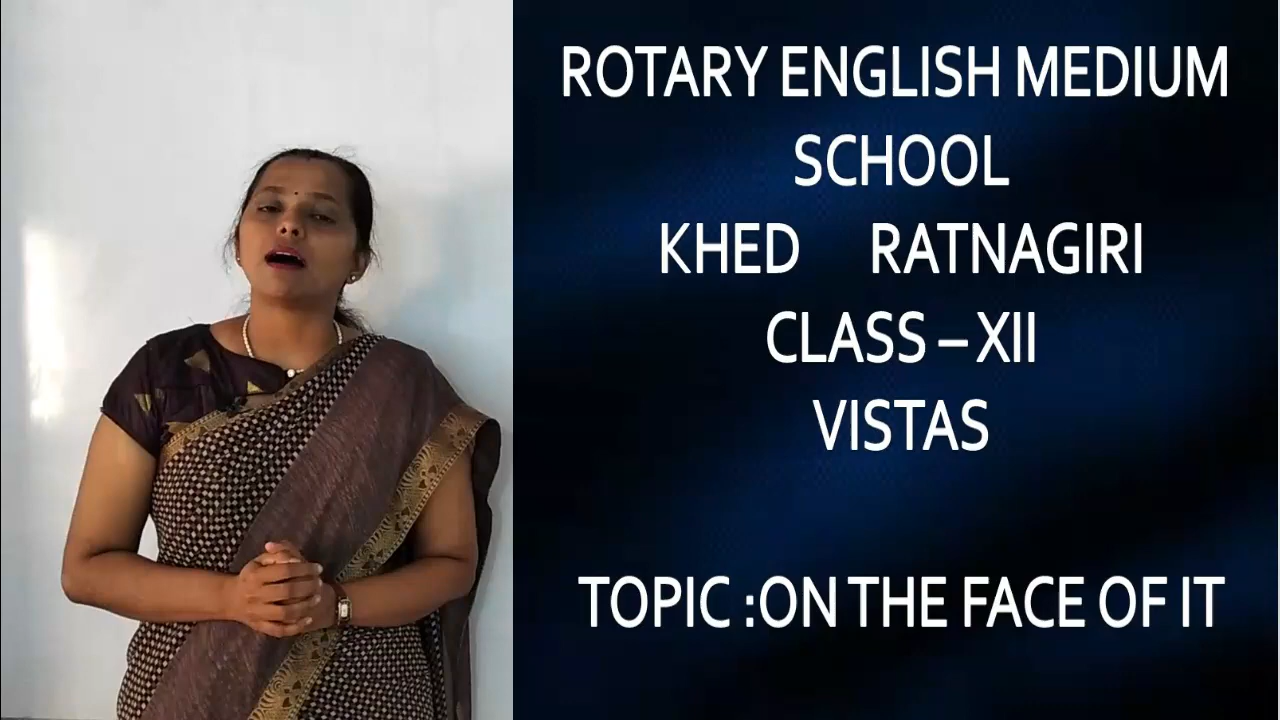 ROTARY ENGLISH MEDIUM
SCHOOL
KHED RATNAGIRI
CLASS – XII
VISTAS
TOPIC :ON THE FACE OF IT